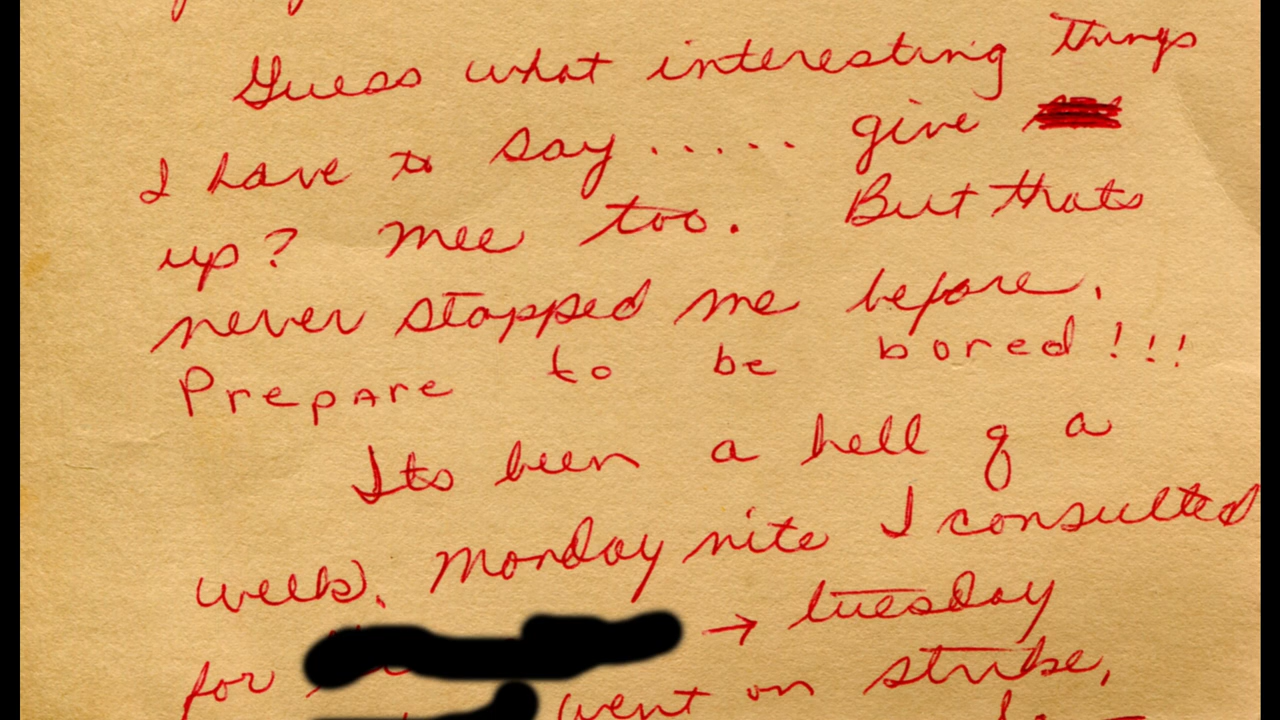 Guess what interesting things
I have to say..... give
up? Mee too. But thats
never stopped me before.
Prepare to be bored!!!
Its been a hell of a
week. Monday nite I consulted
for → tuesday
went on strike,